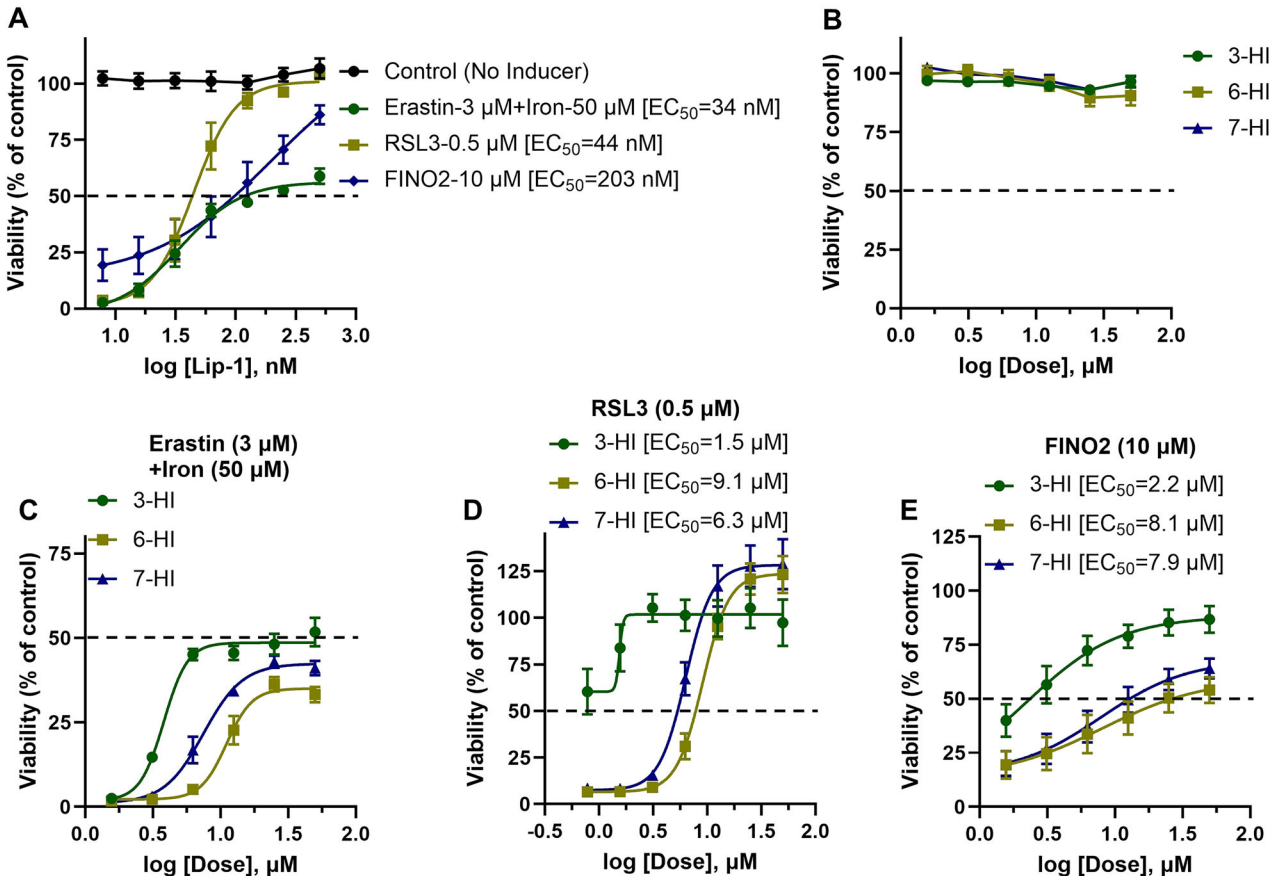 A
Viability (% of control)
100
75
50
25
0
1.0 1.5 2.0 2.5 3.0
log [Lip-1], nM
Control (No Inducer)
Erastin-3 µM+Iron-50 µM [EC₅₀=34 nM]
RSL3-0.5 µM [EC₅₀=44 nM]
FINO2-10 µM [EC₅₀=203 nM]
B
Viability (% of control)
100
75
50
25
0
0.0 0.5 1.0 1.5 2.0
log [Dose], µM
3-HI
6-HI
7-HI
Erastin (3 µM)
+Iron (50 µM)
C
3-HI
6-HI
7-HI
Viability (% of control)
75
50
25
0
0.0 0.5 1.0 1.5 2.0
log [Dose], µM
RSL3 (0.5 µM)
D
3-HI [EC₅₀=1.5 µM]
6-HI [EC₅₀=9.1 µM]
7-HI [EC₅₀=6.3 µM]
Viability (% of control)
125
100
75
50
25
0
-0.5 0.0 0.5 1.0 1.5 2.0
log [Dose], µM
FINO2 (10 µM)
E
3-HI [EC₅₀=2.2 µM]
6-HI [EC₅₀=8.1 µM]
7-HI [EC₅₀=7.9 µM]
Viability (% of control)
125
100
75
50
25
0
0.0 0.5 1.0 1.5 2.0
log [Dose], µM